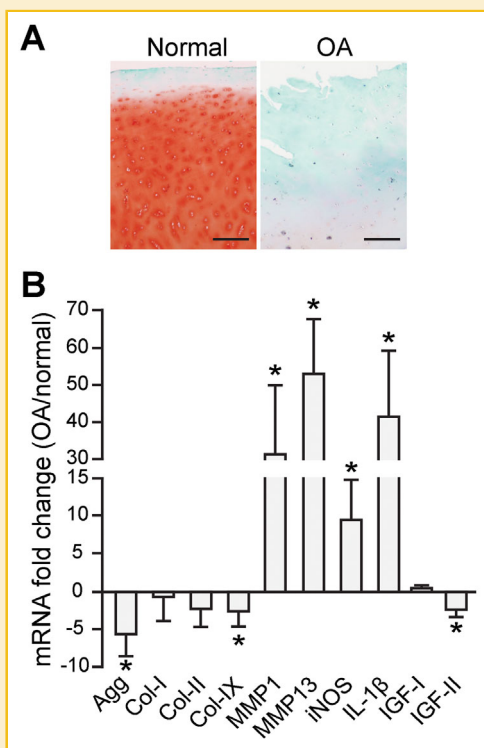 A
Normal
OA
B
mRNA fold change (OA/normal)
70
60
50
40
30
15
10
5
0
-5
-10
*
*
*
*
*
*
*
Agg
Col-I
Col-II
Col-IX
MMP1
MMP13
iNOS
IL-1β
IGF-I
IGF-II